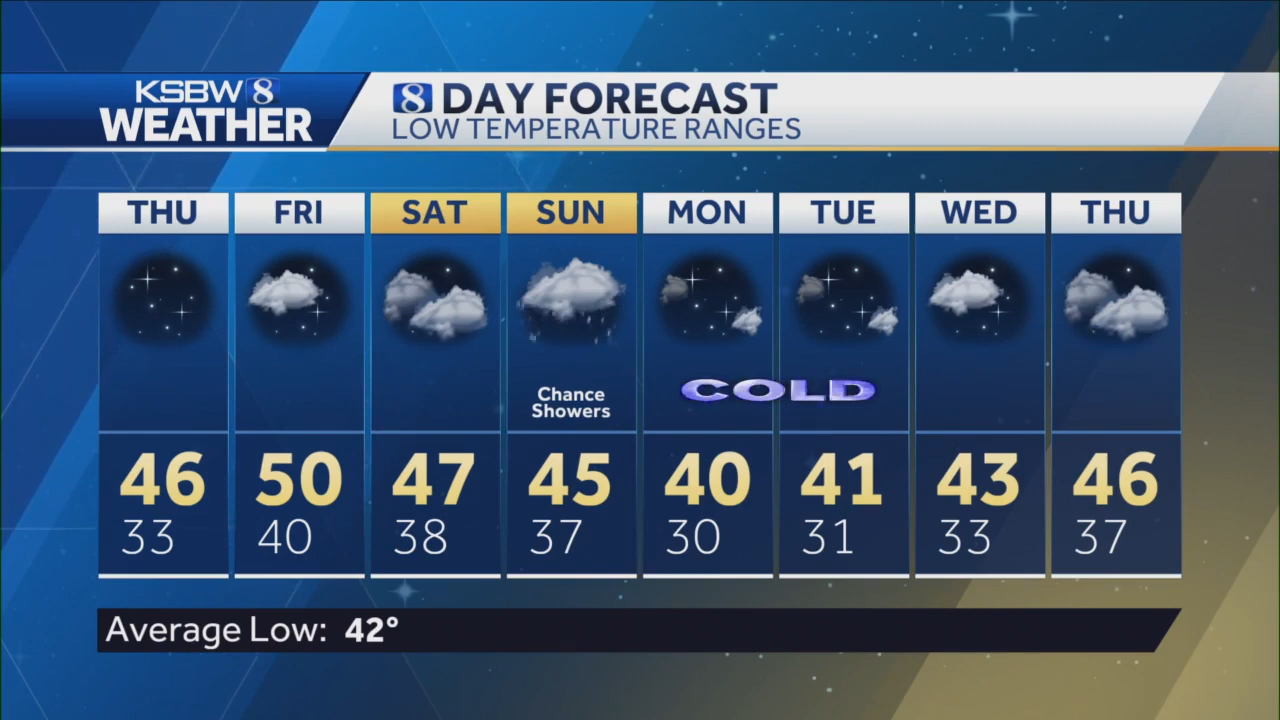 KSBW 8
WEATHER
8 DAY FORECAST
LOW TEMPERATURE RANGES
THU FRI SAT SUN MON TUE WED THU
Chance
Showers
COLD
46 50 47 45 40 41 43 46
33 40 38 37 30 31 33 37
Average Low: 42°